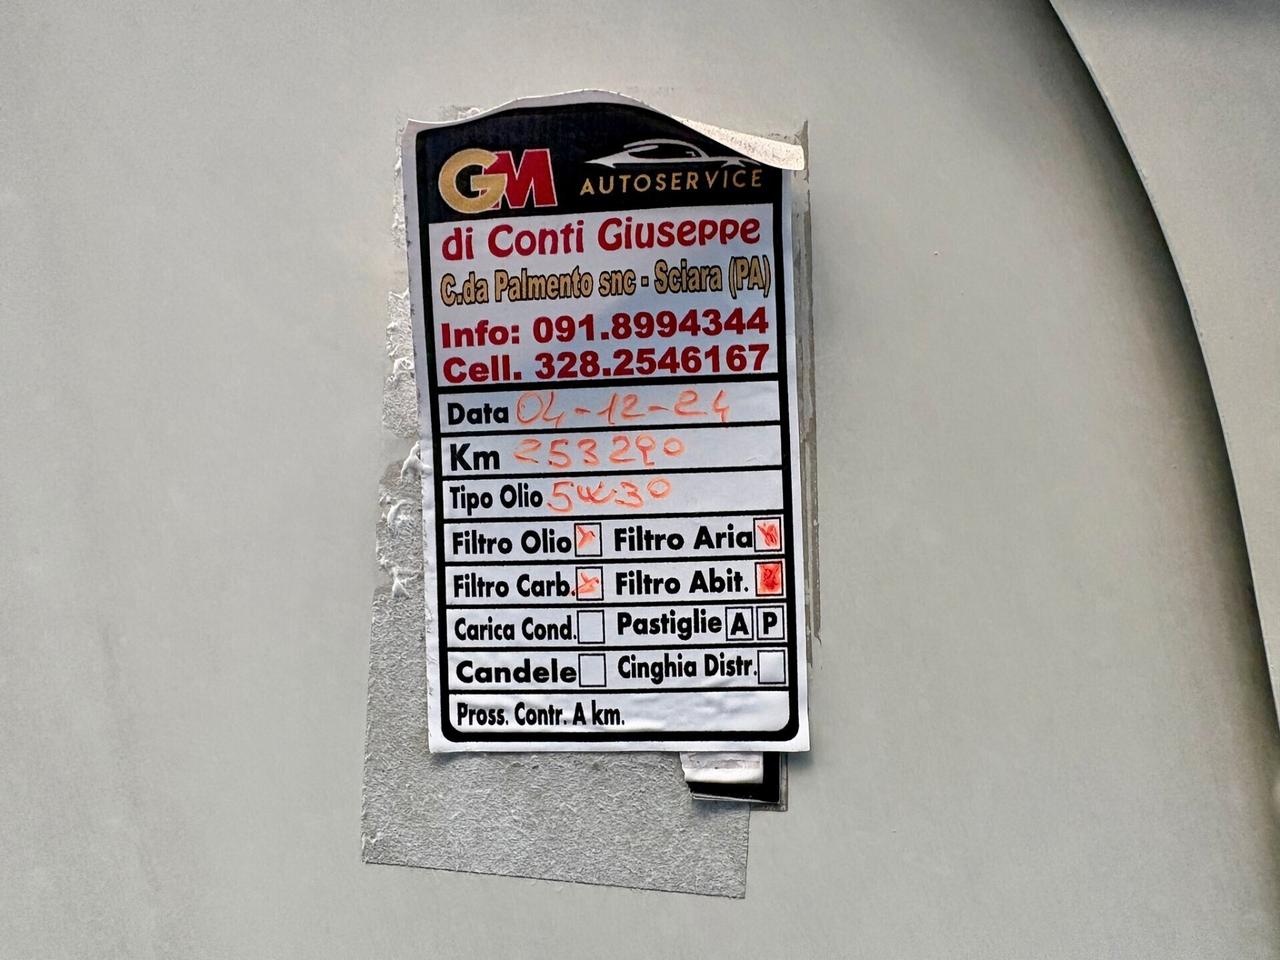 GM AUTOSERVICE
di Conti Giuseppe
C.da Palmento snc - Sciara (PA)
Info: 091.8994344
Cell. 328.2546167
Data 04-12-24
Km 253290
Tipo Olio 5W30
Filtro Olio Filtro Aria
Filtro Carb. Filtro Abit.
Carica Cond. Pastiglie A P
Candele Cinghia Distr.
Pross. Contr. A km.